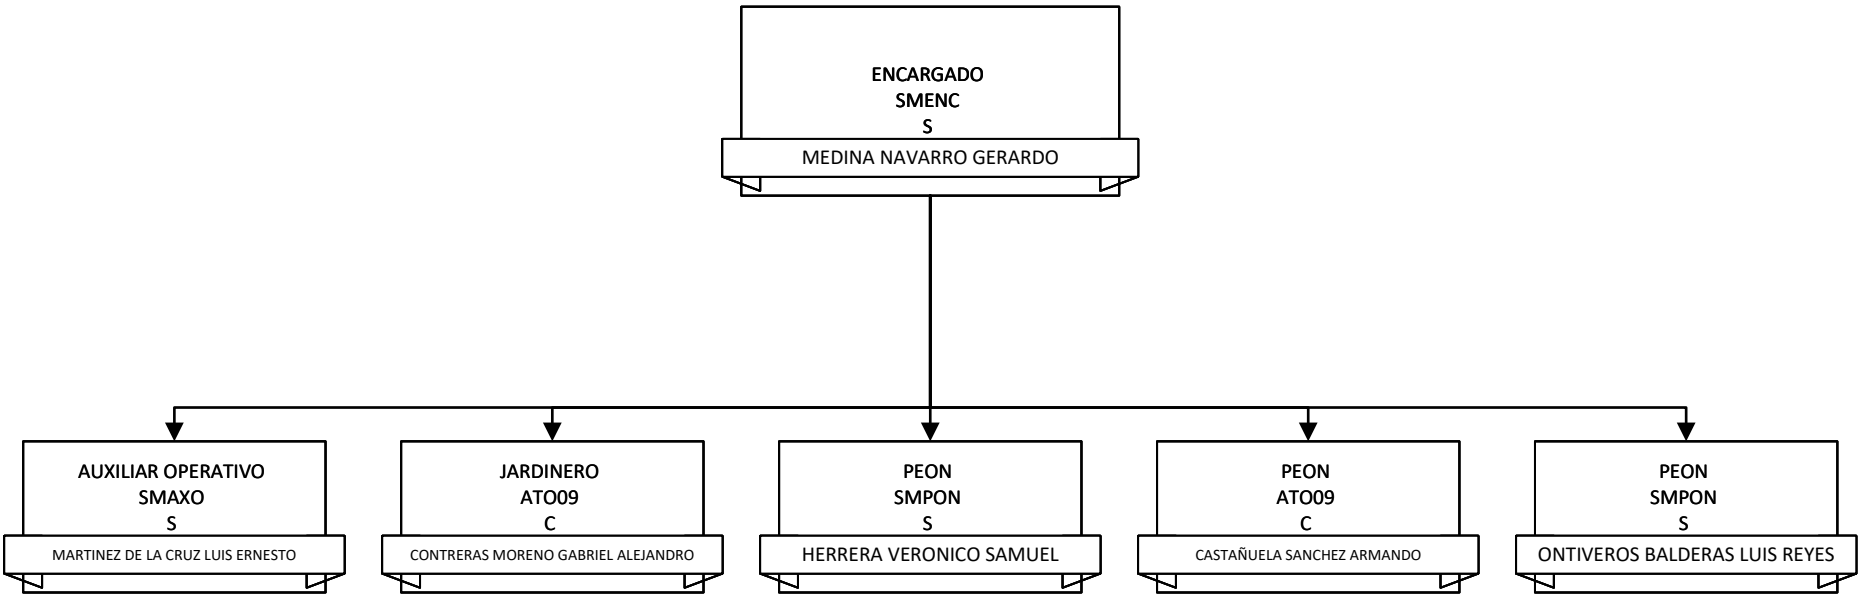 ENCARGADO
SMENC
S
MEDINA NAVARRO GERARDO
AUXILIAR OPERATIVO
SMAXO
S
MARTINEZ DE LA CRUZ LUIS ERNESTO
JARDINERO
ATO09
C
CONTRERAS MORENO GABRIEL ALEJANDRO
PEON
SMPON
S
HERRERA VERONICO SAMUEL
PEON
ATO09
C
CASTAÑUELA SANCHEZ ARMANDO
PEON
SMPON
S
ONTIVEROS BALDERAS LUIS REYES